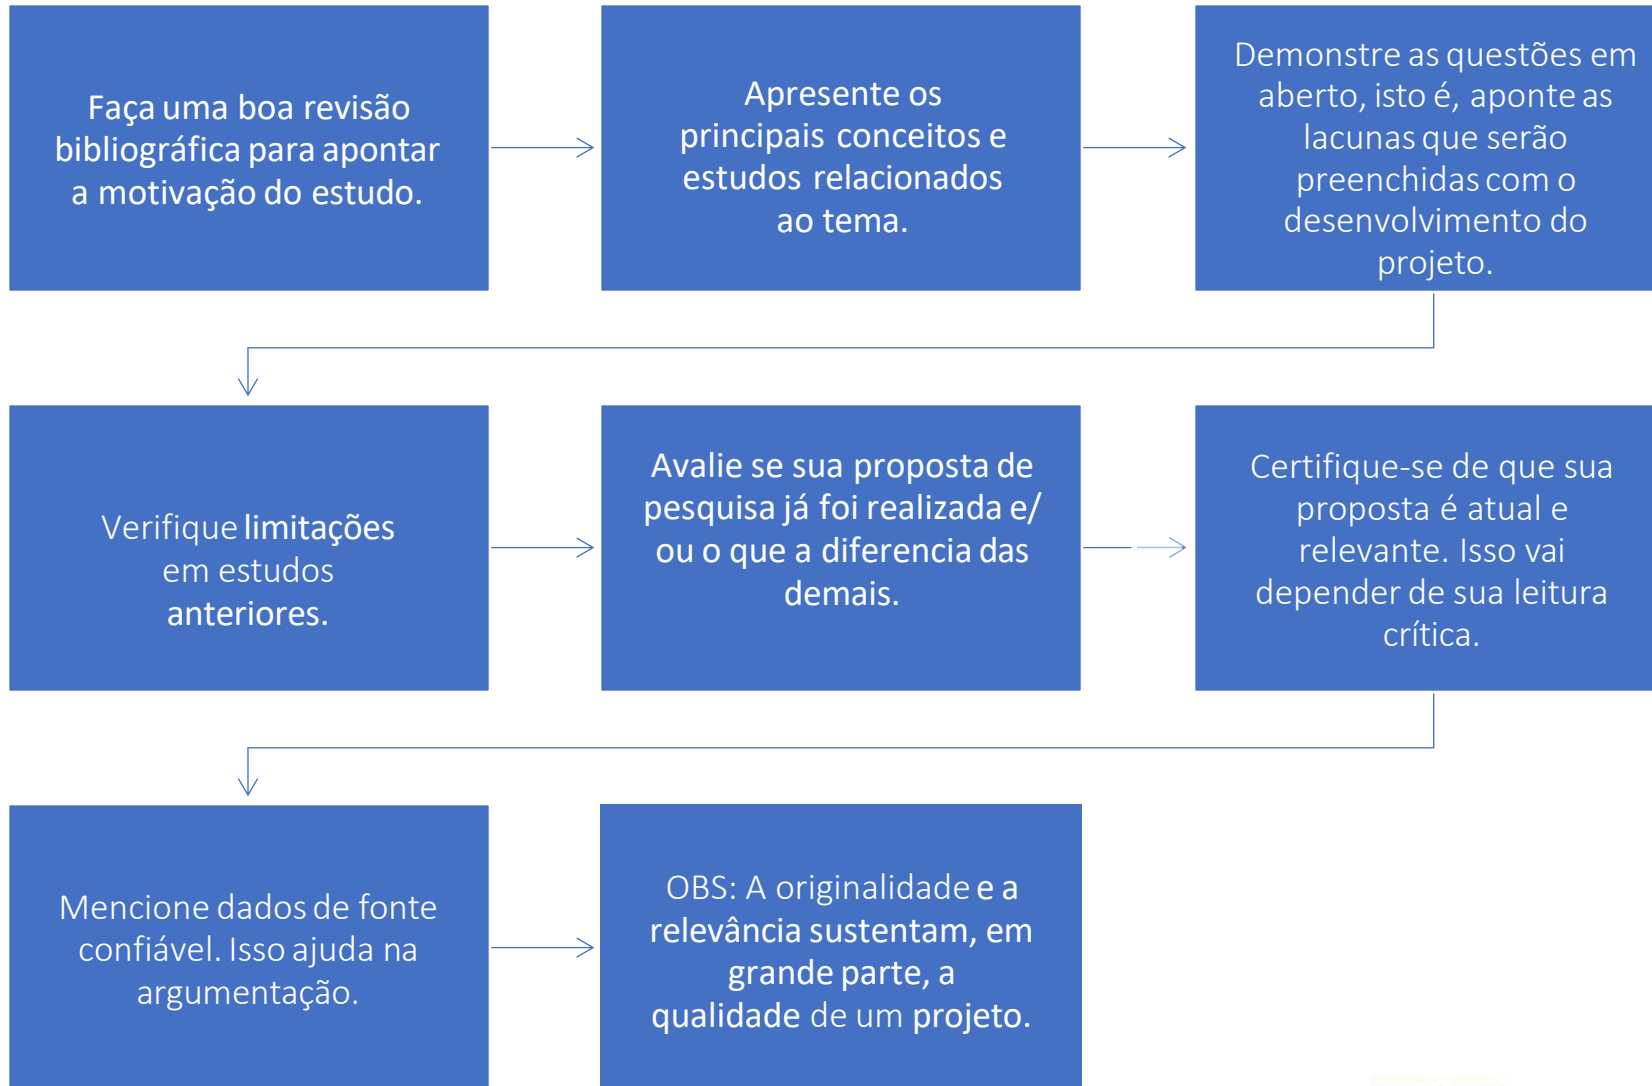 Faça uma boa revisão
bibliográfica para apontar
a motivação do estudo.
Apresente os
principais conceitos e
estudos relacionados
ao tema.
Demonstre as questões em
aberto, isto é, aponte as
lacunas que serão
preenchidas com o
desenvolvimento do
projeto.
Verifique limitações
em estudos
anteriores.
Avalie se sua proposta de
pesquisa já foi realizada e/
ou o que a diferencia das
demais.
Certifique-se de que sua
proposta é atual e
relevante. Isso vai
depender de sua leitura
crítica.
Mencione dados de fonte
confiável. Isso ajuda na
argumentação.
OBS: A originalidade e a
relevância sustentam, em
grande parte, a
qualidade de um projeto.